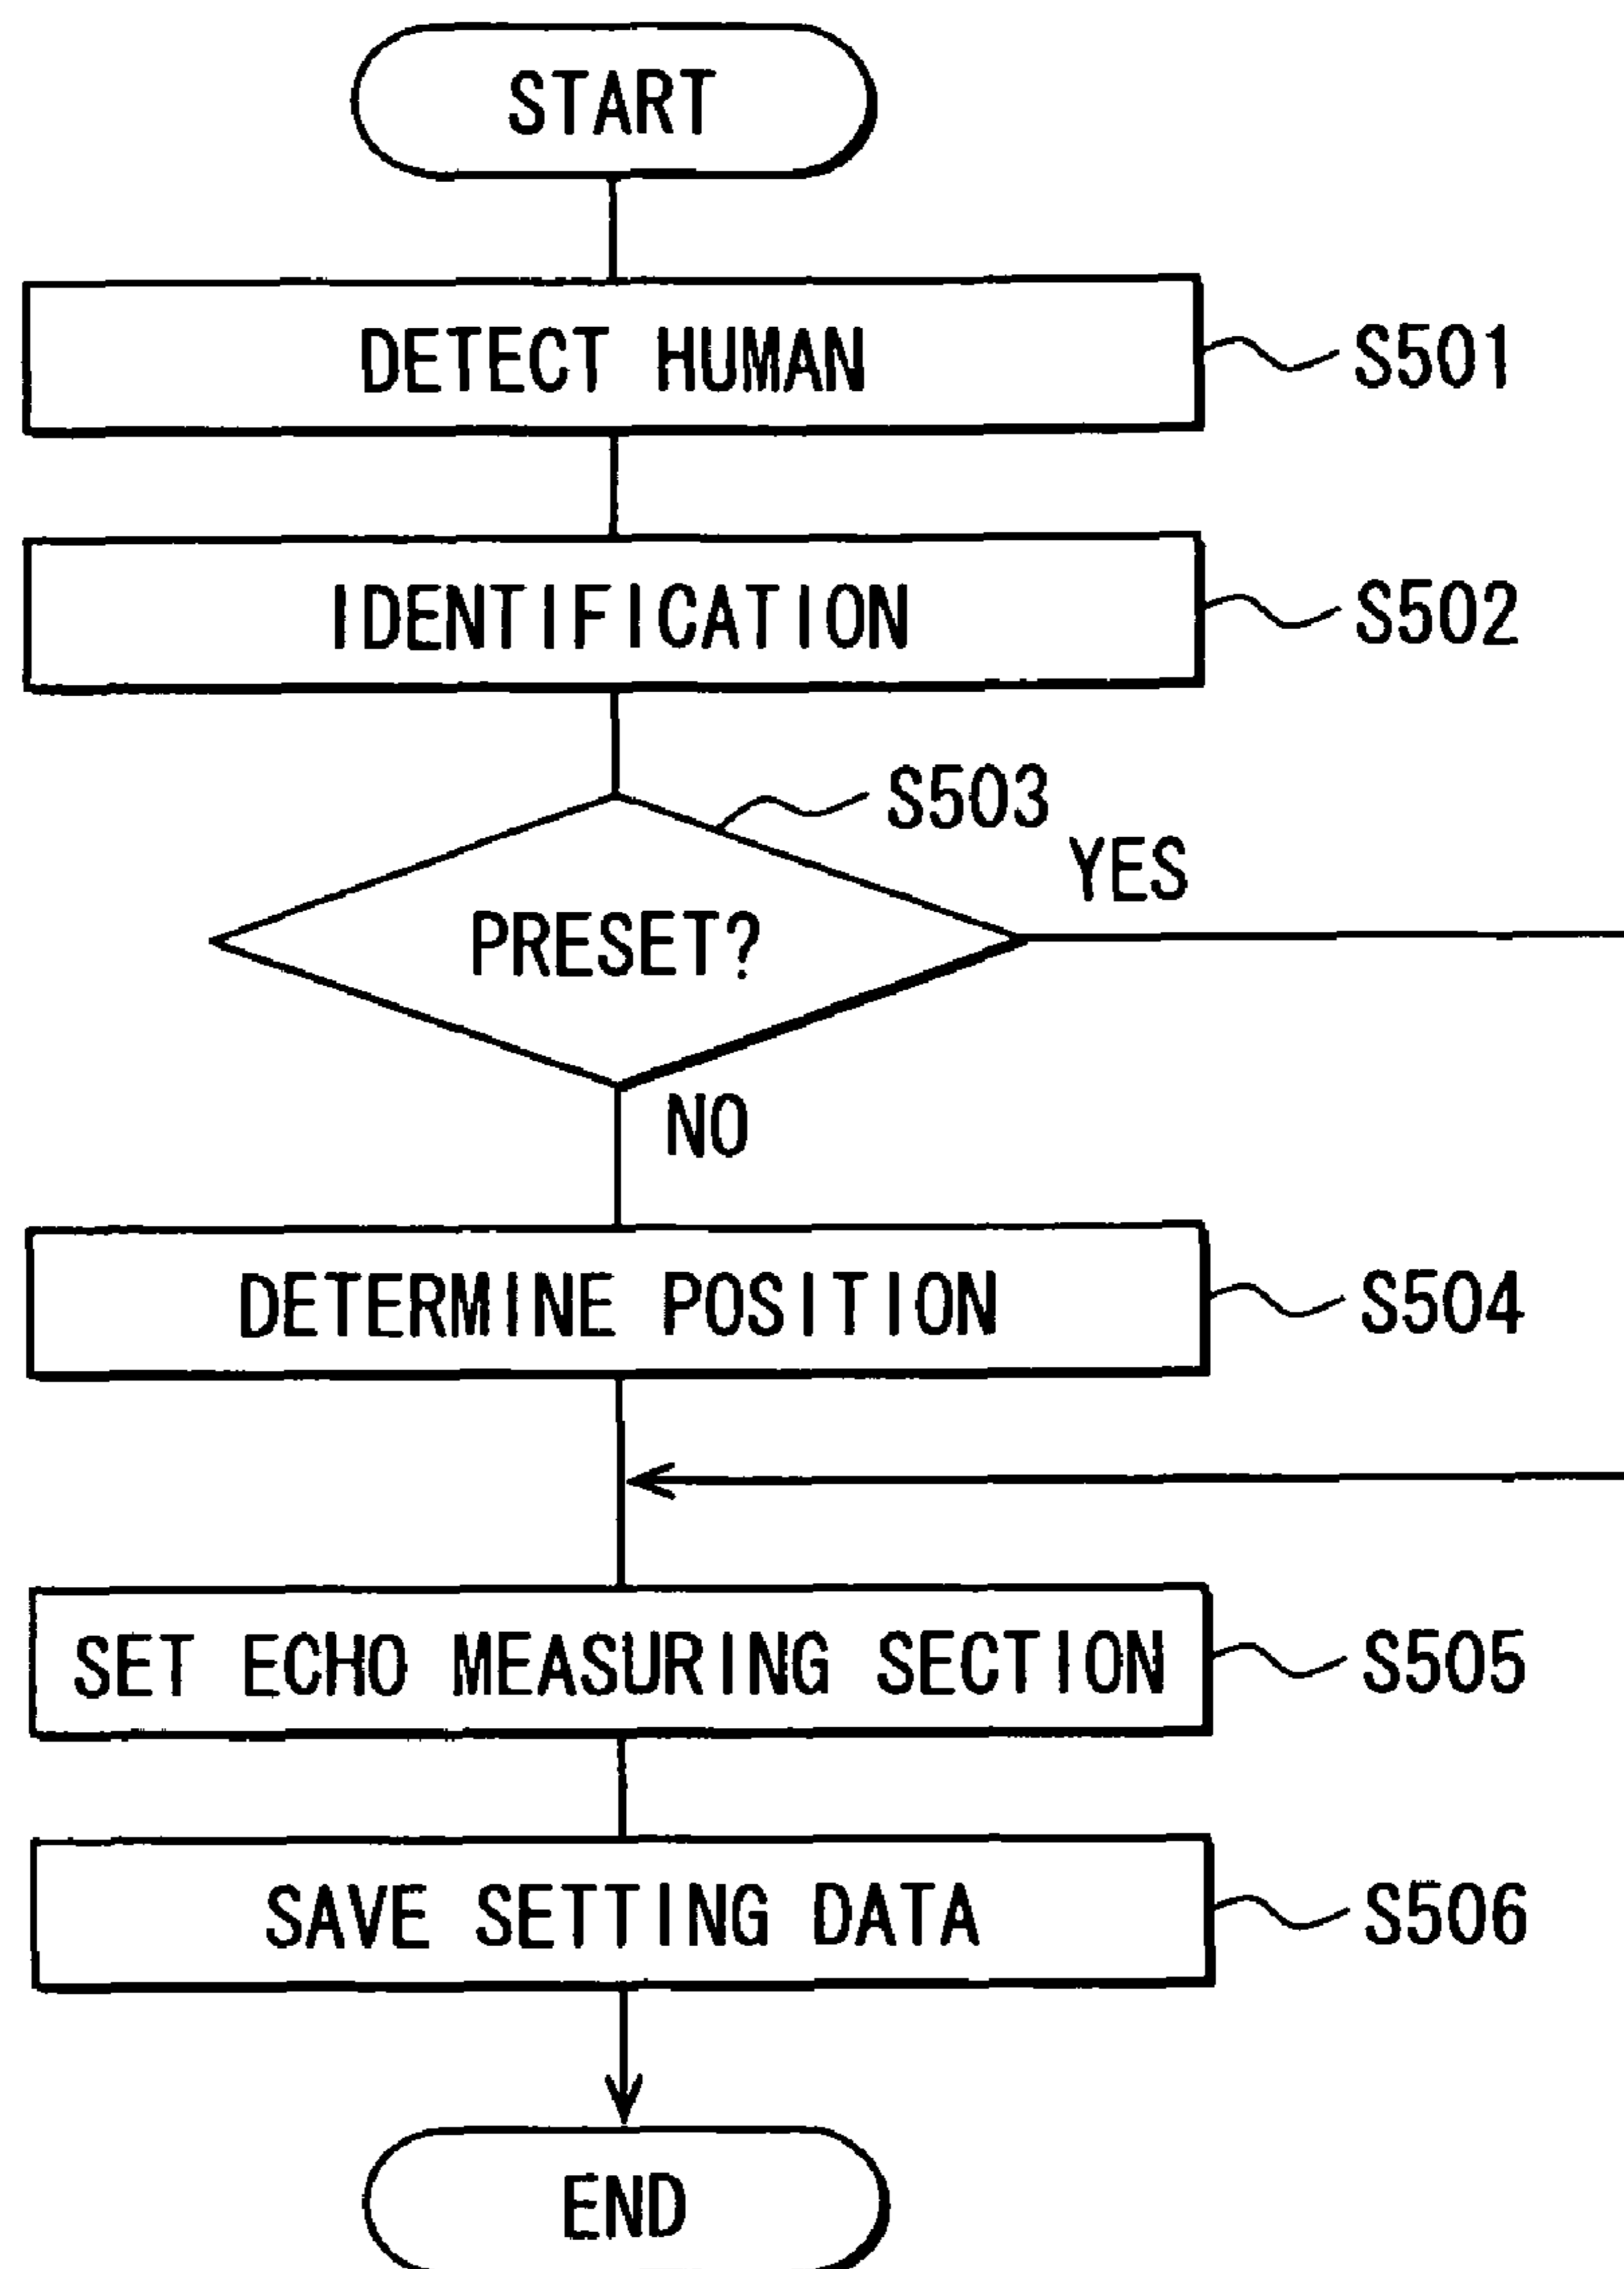 START
DETECT HUMAN
S501
IDENTIFICATION
S502
S503
YES
PRESET?
NO
DETERMINE POSITION
S504
SET ECHO MEASURING SECTION
S505
SAVE SETTING DATA
S506
END